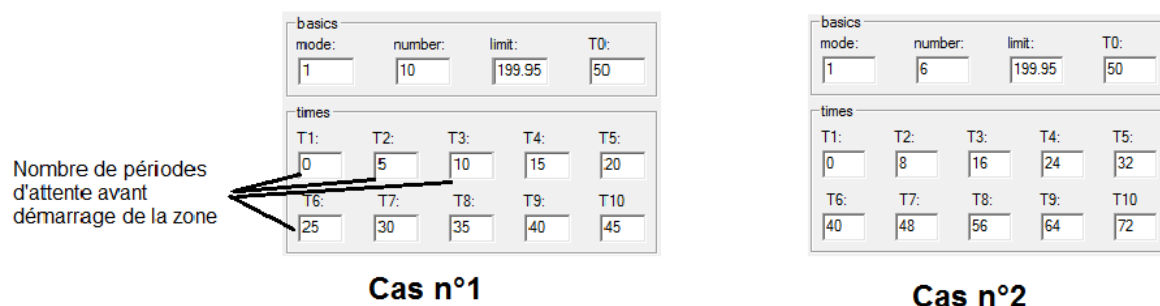 basics
mode: number: limit: T0:
1 10 199.95 50
times
T1: T2: T3: T4: T5:
0 5 10 15 20
T6: T7: T8: T9: T10
25 30 35 40 45
Nombre de périodes
d'attente avant
démarrage de la zone
Cas n°1
basics
mode: number: limit: T0:
1 6 199.95 50
times
T1: T2: T3: T4: T5:
0 8 16 24 32
T6: T7: T8: T9: T10
40 48 56 64 72
Cas n°2